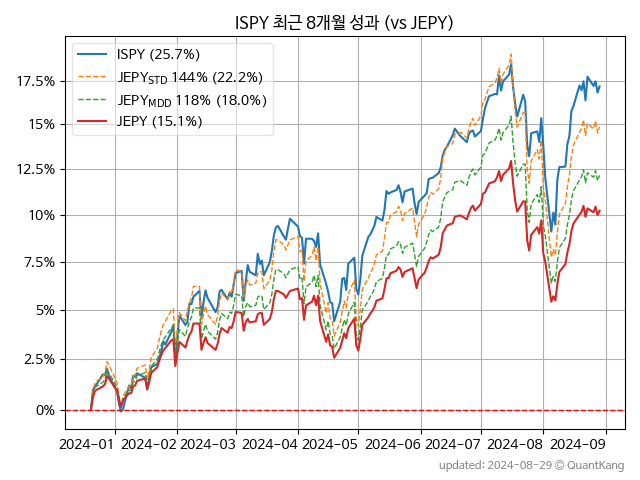 ISPY 최근 8개월 성과 (vs JEPY)
ISPY (25.7%)
JEPY_STD 144% (22.2%)
JEPY_MDD 118% (18.0%)
JEPY (15.1%)
17.5%
15%
12.5%
10%
7.5%
5%
2.5%
0%
2024-01 2024-02 2024-03 2024-04 2024-05 2024-06 2024-07 2024-08 2024-09
updated: 2024-08-29 © QuantKang